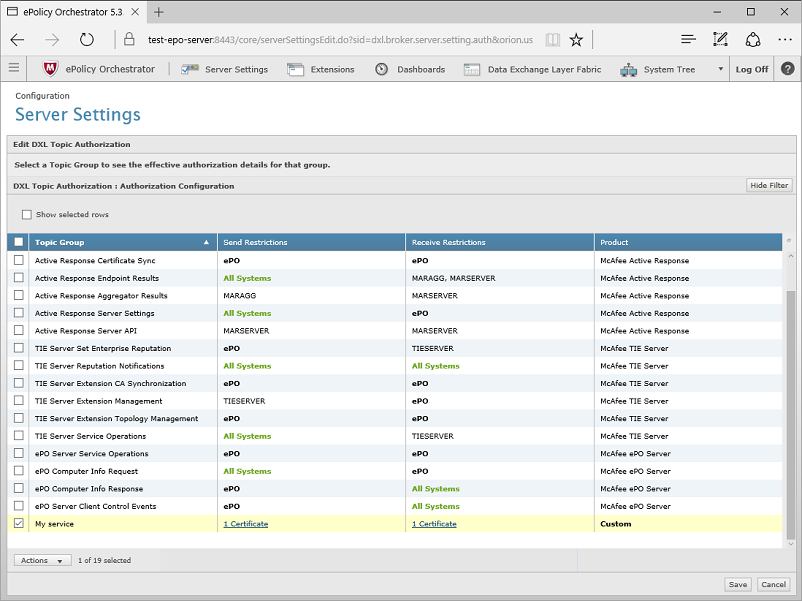 ePolicy Orchestrator 5.3.
test-epo-server:8443/core/serverSettingsEdit.do?sid=dxl.broker.server.setting.auth&orion.us
ePolicy Orchestrator Server Settings Extensions Dashboards Data Exchange Layer Fabric System Tree Log Off ?
Configuration
Server Settings
Edit DXL Topic Authorization
Select a Topic Group to see the effective authorization details for that group.
DXL Topic Authorization : Authorization Configuration Hide Filter
Show selected rows
Topic Group Send Restrictions Receive Restrictions Product
Active Response Certificate Sync ePO ePO McAfee Active Response
Active Response Endpoint Results All Systems MARAGG, MARSERVER McAfee Active Response
Active Response Aggregator Results MARAGG MARSERVER McAfee Active Response
Active Response Server Settings All Systems ePO McAfee Active Response
Active Response Server API MARSERVER MARSERVER McAfee Active Response
TIE Server Set Enterprise Reputation ePO TIESERVER McAfee TIE Server
TIE Server Reputation Notifications All Systems All Systems McAfee TIE Server
TIE Server Extension CA Synchronization ePO ePO McAfee TIE Server
TIE Server Extension Management TIESERVER ePO McAfee TIE Server
TIE Server Extension Topology Management ePO ePO McAfee TIE Server
TIE Server Service Operations All Systems TIESERVER McAfee TIE Server
ePO Server Service Operations ePO ePO McAfee ePO Server
ePO Computer Info Request All Systems ePO McAfee ePO Server
ePO Computer Info Response ePO All Systems McAfee ePO Server
ePO Server Client Control Events ePO All Systems McAfee ePO Server
My service 1 Certificate 1 Certificate Custom
Actions 1 of 19 selected
Save Cancel